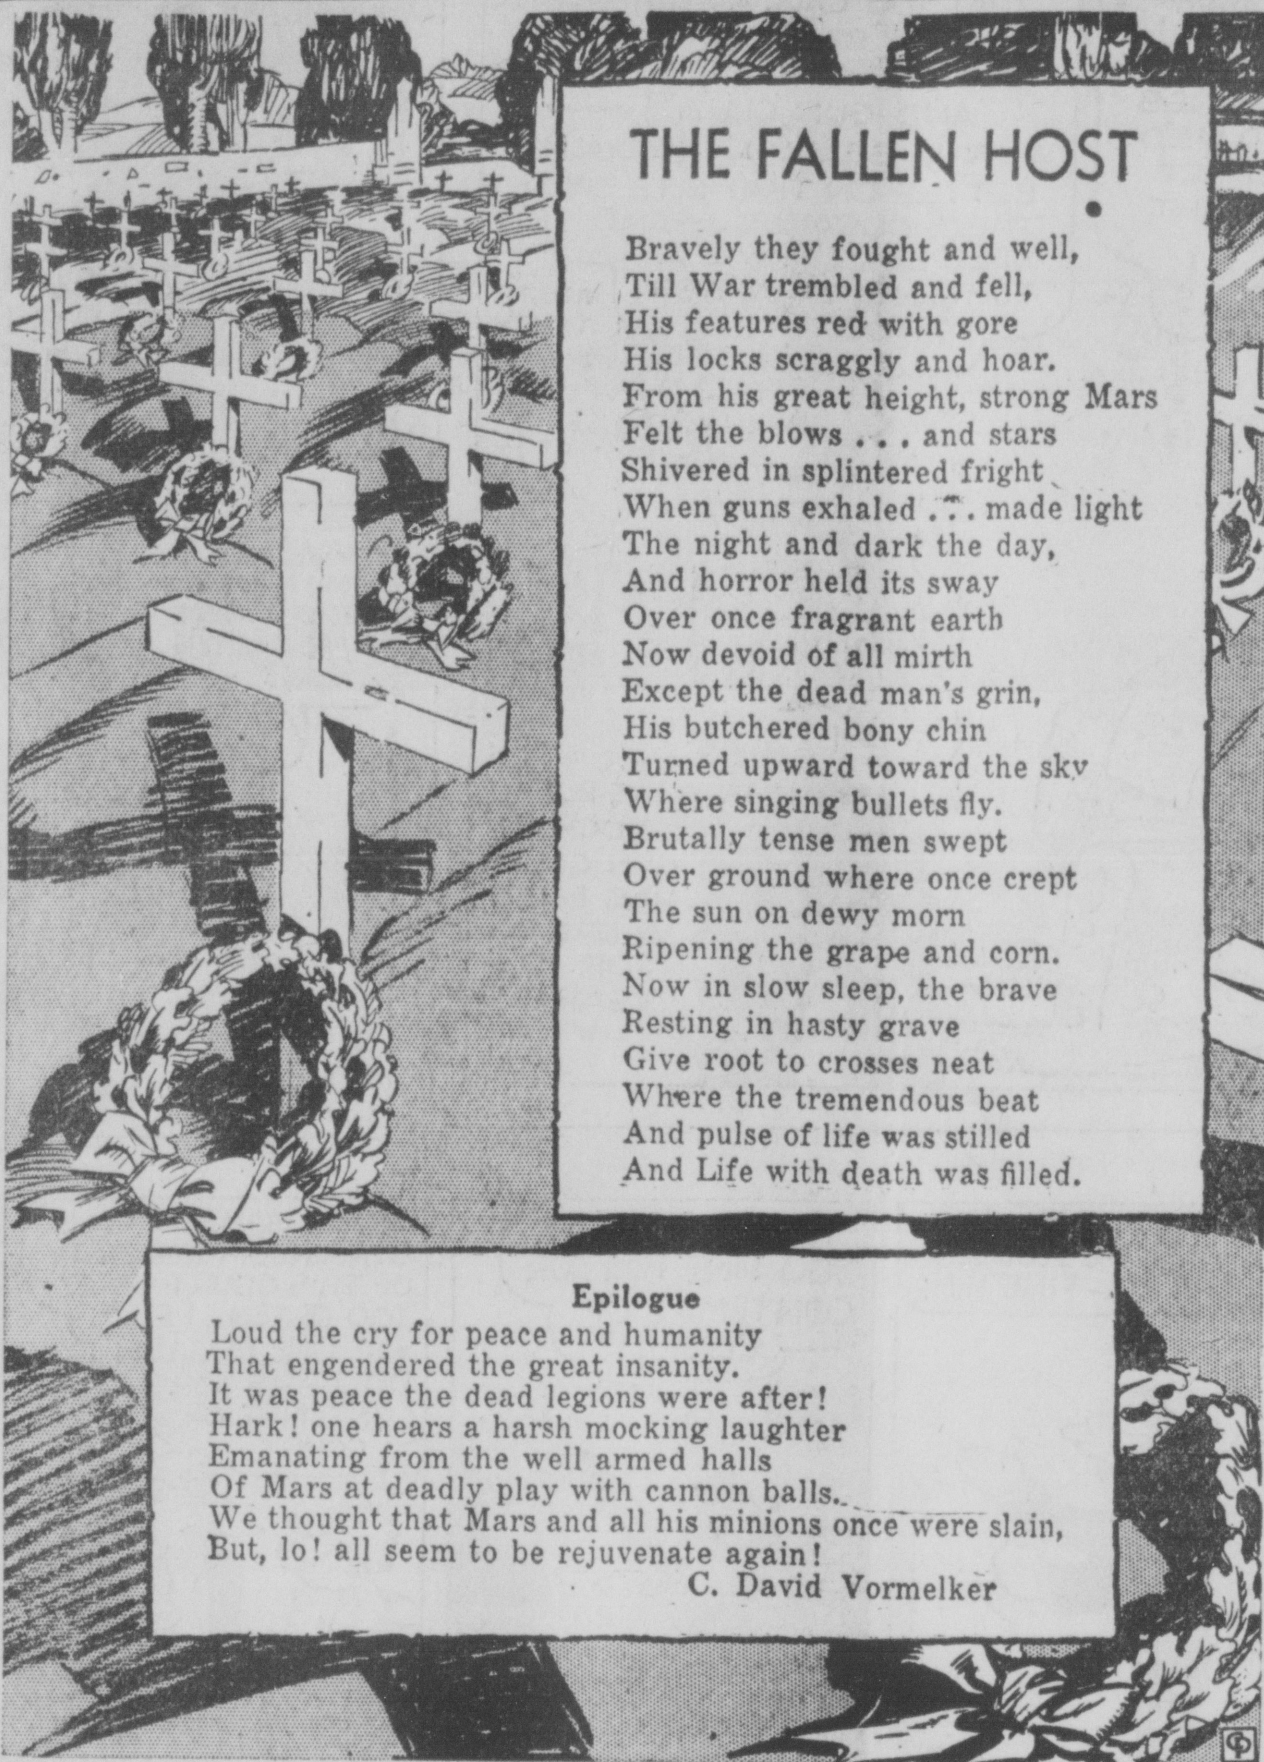 THE FALLEN HOST
Bravely they fought and well,
Till War trembled and fell,
His features red with gore
His locks scraggly and hoar.
From his great height, strong Mars
Felt the blows . . . and stars
Shivered in splintered fright
When guns exhaled . . . made light
The night and dark the day,
And horror held its sway
Over once fragrant earth
Now devoid of all mirth
Except the dead man's grin,
His butchered bony chin
Turned upward toward the sky
Where singing bullets fly.
Brutally tense men swept
Over ground where once crept
The sun on dewy morn
Ripening the grape and corn.
Now in slow sleep, the brave
Resting in hasty grave
Give root to crosses neat
Where the tremendous beat
And pulse of life was stilled
And Life with death was filled.
Epilogue
Loud the cry for peace and humanity
That engendered the great insanity.
It was peace the dead legions were after!
Hark! one hears a harsh mocking laughter
Emanating from the well armed halls
Of Mars at deadly play with cannon balls.
We thought that Mars and all his minions once were slain,
But, lo! all seem to be rejuvenate again!
C. David Vormelker